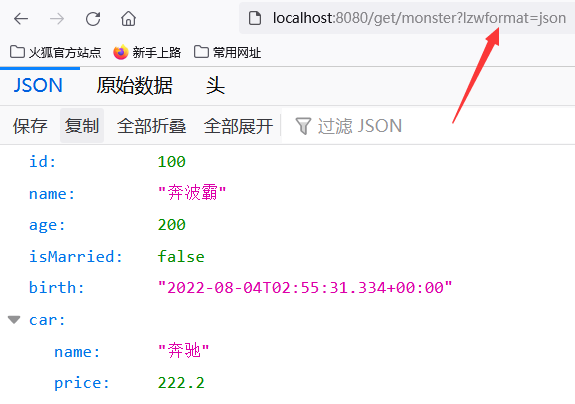 localhost:8080/get/monster?lzwformat=json
火狐官方站点 新手上路 常用网址
JSON 原始数据 头
保存 复制 全部折叠 全部展开 过滤 JSON
id: 100
name: "奔波霸"
age: 200
isMarried: false
birth: "2022-08-04T02:55:31.334+00:00"
car:
name: "奔驰"
price: 222.2